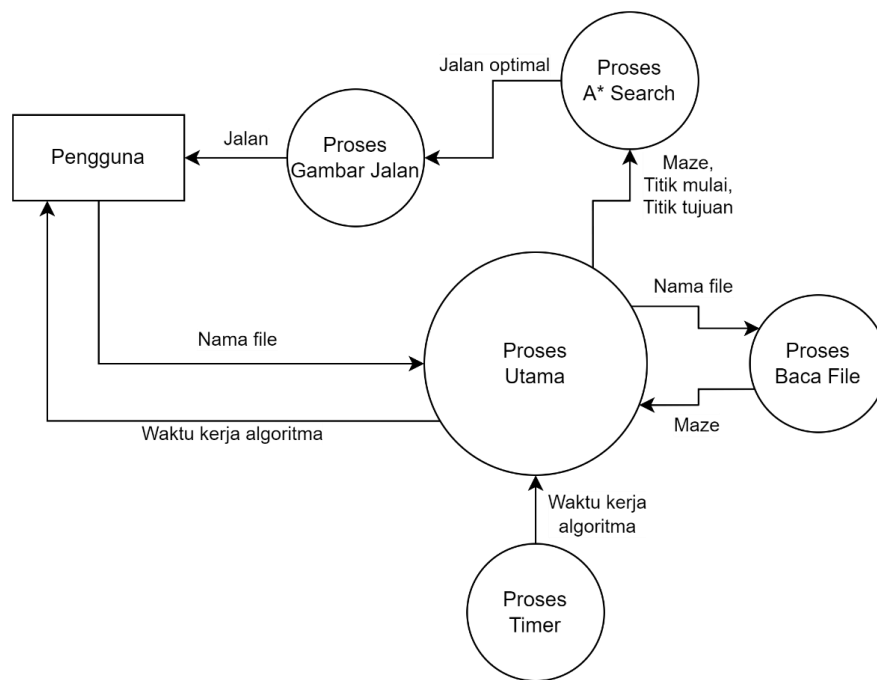 Jalan optimal
Proses
A* Search
Pengguna
Jalan
Proses
Gambar Jalan
Maze,
Titik mulai,
Titik tujuan
Nama file
Nama file
Proses
Utama
Proses
Baca File
Waktu kerja algoritma
Maze
Waktu kerja
algoritma
Proses
Timer